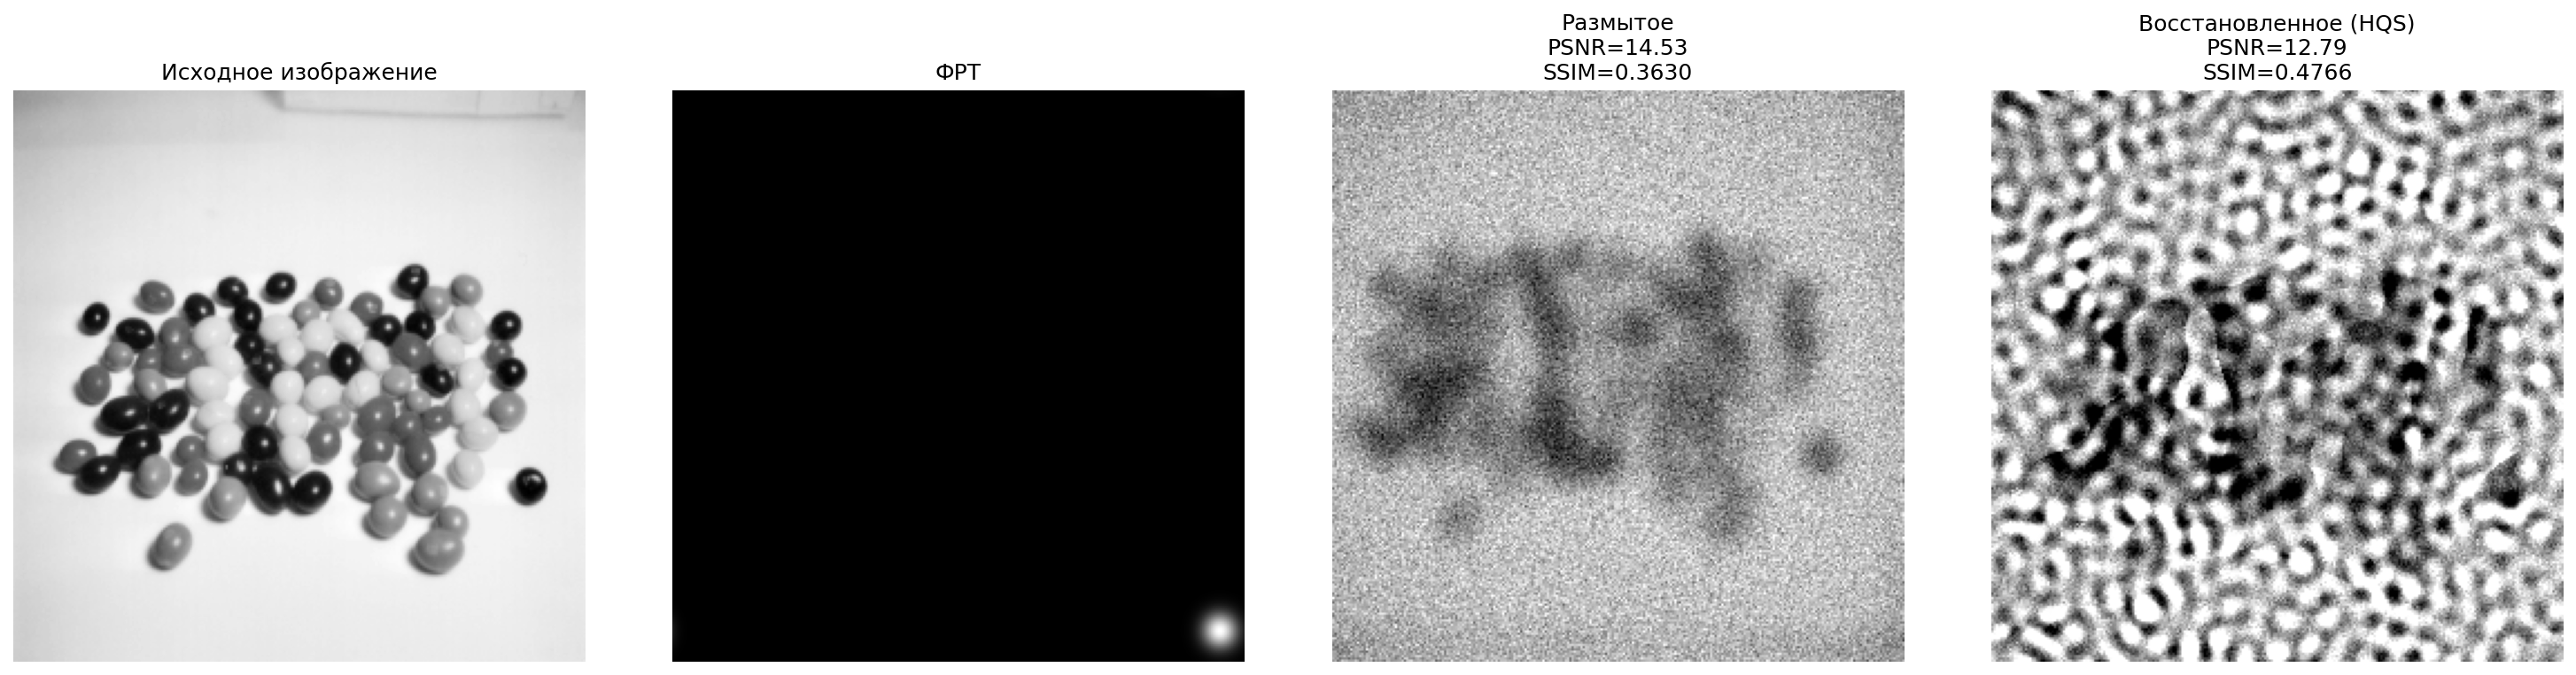 Исходное изображение
ФРТ
Размытое
PSNR=14.53
SSIM=0.3630
Восстановленное (HQS)
PSNR=12.79
SSIM=0.4766